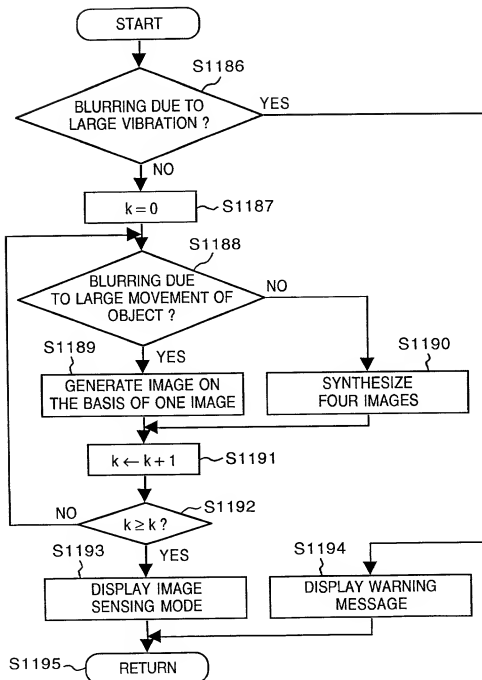 START
S1186
BLURRING DUE TO
LARGE VIBRATION ?
YES
NO
k = 0
S1187
S1188
BLURRING DUE
TO LARGE MOVEMENT OF
OBJECT ?
NO
S1189
YES
S1190
GENERATE IMAGE ON
THE BASIS OF ONE IMAGE
SYNTHESIZE
FOUR IMAGES
k ← k + 1
S1191
NO
S1192
k ≥ k ?
S1193
YES
S1194
DISPLAY IMAGE
SENSING MODE
DISPLAY WARNING
MESSAGE
S1195
RETURN